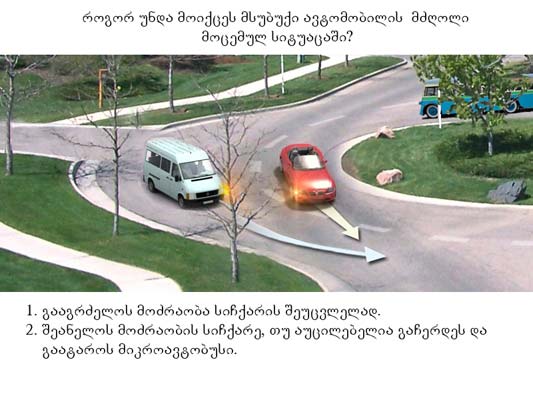 როგორ უნდა მოიქცეს მსუბუქი ავტომობილის მძღოლი
მოცემულ სიტუაციაში?
1. გააგრძელოს მოძრაობა სიჩქარის შეუცვლელად.
2. შეანელოს მოძრაობის სიჩქარე, თუ აუცილებელია გაჩერდეს და
გაატაროს მიკროავტობუსი.